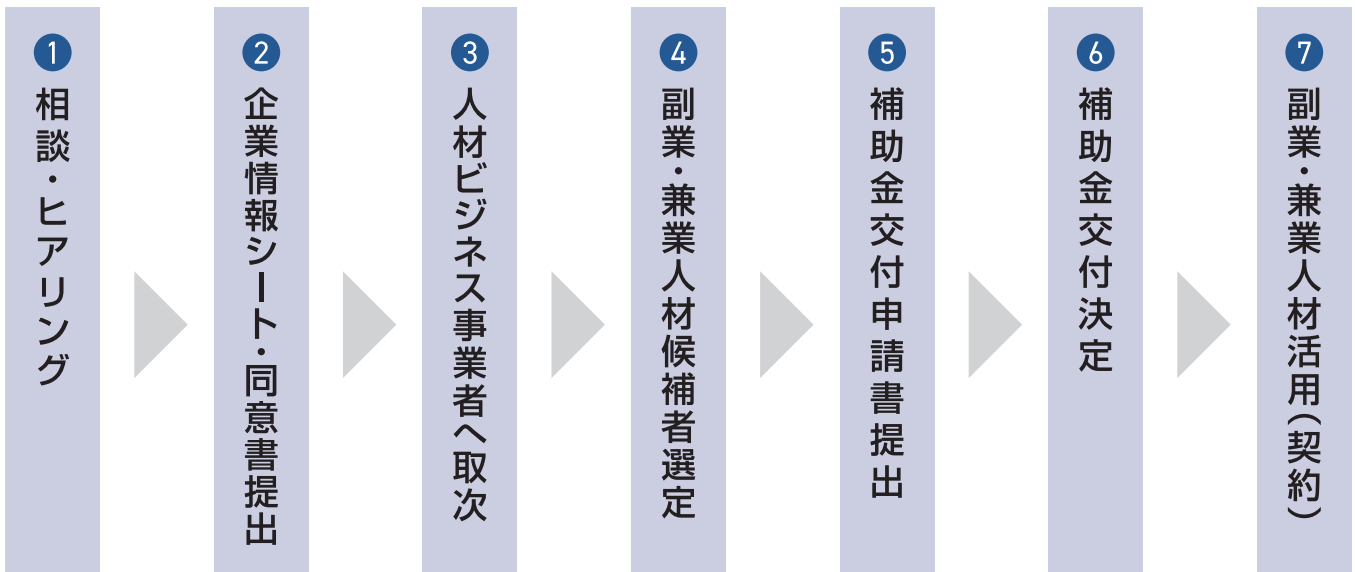 1
相談・ヒアリング
2
企業情報シート・同意書提出
3
人材ビジネス事業者へ取次
4
副業・兼業人材候補者選定
5
補助金交付申請書提出
6
補助金交付決定
7
副業・兼業人材活用(契約)